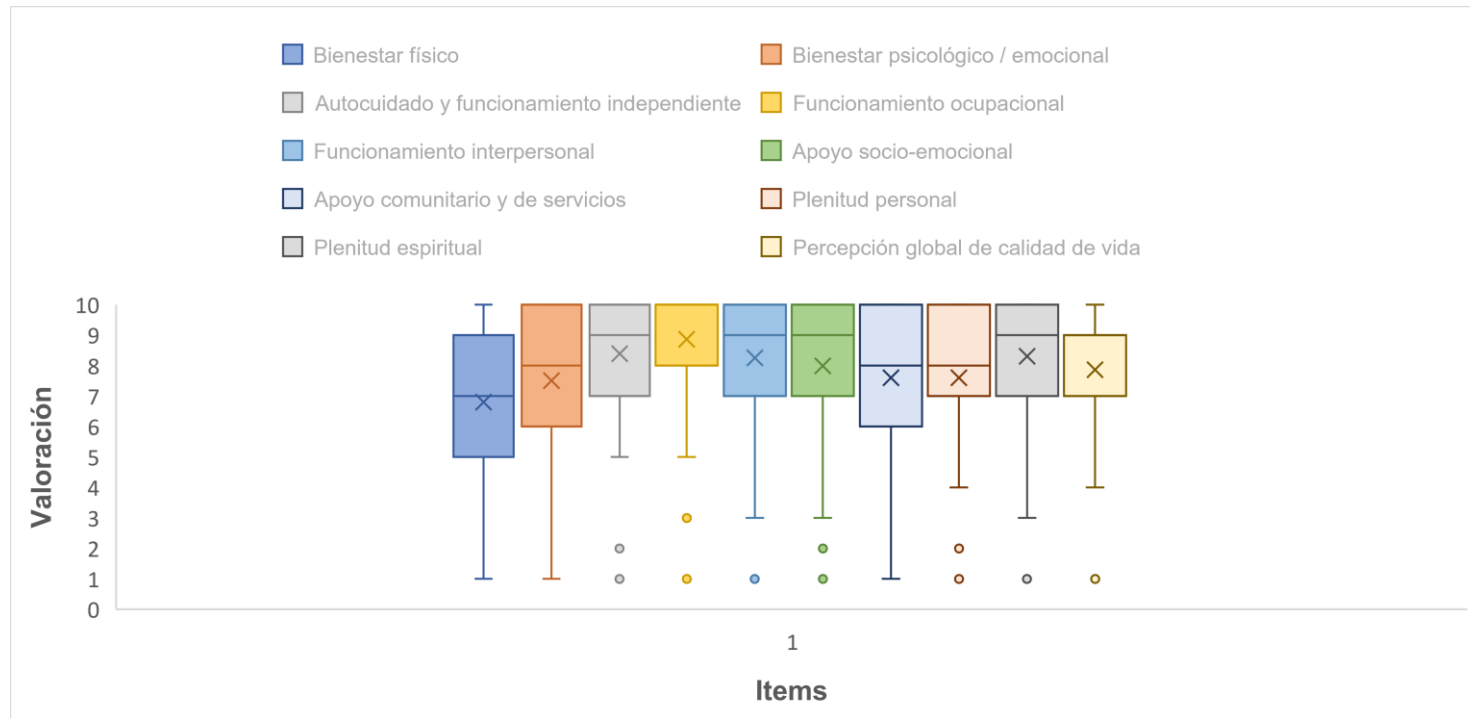 Bienestar físico
Bienestar psicológico / emocional
Autocuidado y funcionamiento independiente
Funcionamiento ocupacional
Funcionamiento interpersonal
Apoyo socio-emocional
Apoyo comunitario y de servicios
Plenitud personal
Plenitud espiritual
Percepción global de calidad de vida
Valoración
10
9
8
7
6
5
4
3
2
1
0
1
Items